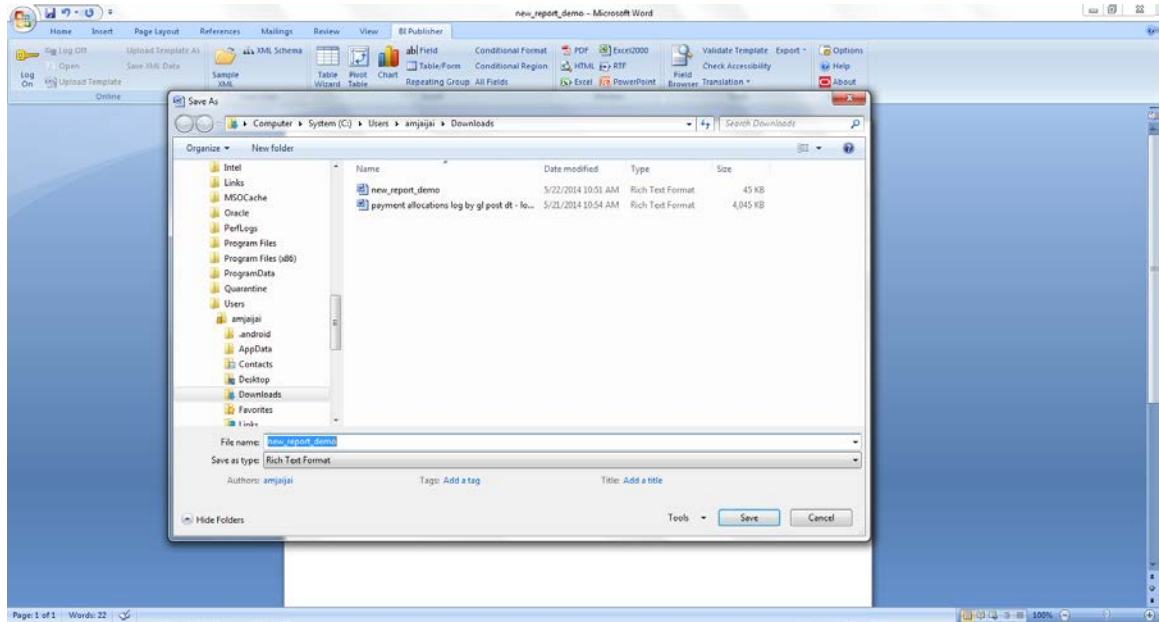 new_report_demo - Microsoft Word
Home Insert Page Layout References Mailings Review View BI Publisher
Log On
Log Off
Open
Upload Template
Upload Template As
Save XML Data
Online
Sample XML
XML Schema
Table Wizard
Pivot Table
Chart
Field
Table/Form
Repeating Group
Conditional Format
Conditional Region
All Fields
PDF Excel2000
HTML RTF
Excel PowerPoint
Field Browser
Validate Template Export
Check Accessibility
Translation
Options
Help
About
Save As
Computer System (C:) Users amjaijai Downloads
Search Downloads
Organize New folder
Intel
Links
MSOCache
Oracle
PerfLogs
Program Files
Program Files (x86)
ProgramData
Quarantine
Users
amjaijai
.android
AppData
Contacts
Desktop
Downloads
Favorites
Links
Name Date modified Type Size
new_report_demo 5/22/2014 10:51 AM Rich Text Format 45 KB
payment allocations log by gl post dt - lo... 5/21/2014 10:54 AM Rich Text Format 4,045 KB
File name: new_report_demo
Save as type: Rich Text Format
Authors: amjaijai Tags: Add a tag Title: Add a title
Hide Folders Tools Save Cancel
Page: 1 of 1 Words: 22 100%